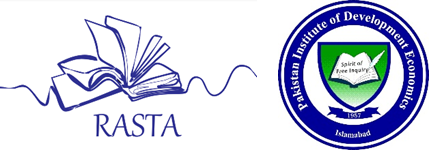 RASTA
Pakistan Institute of Development Economics
Spirit of
Free Inquiry
1957
Islamabad